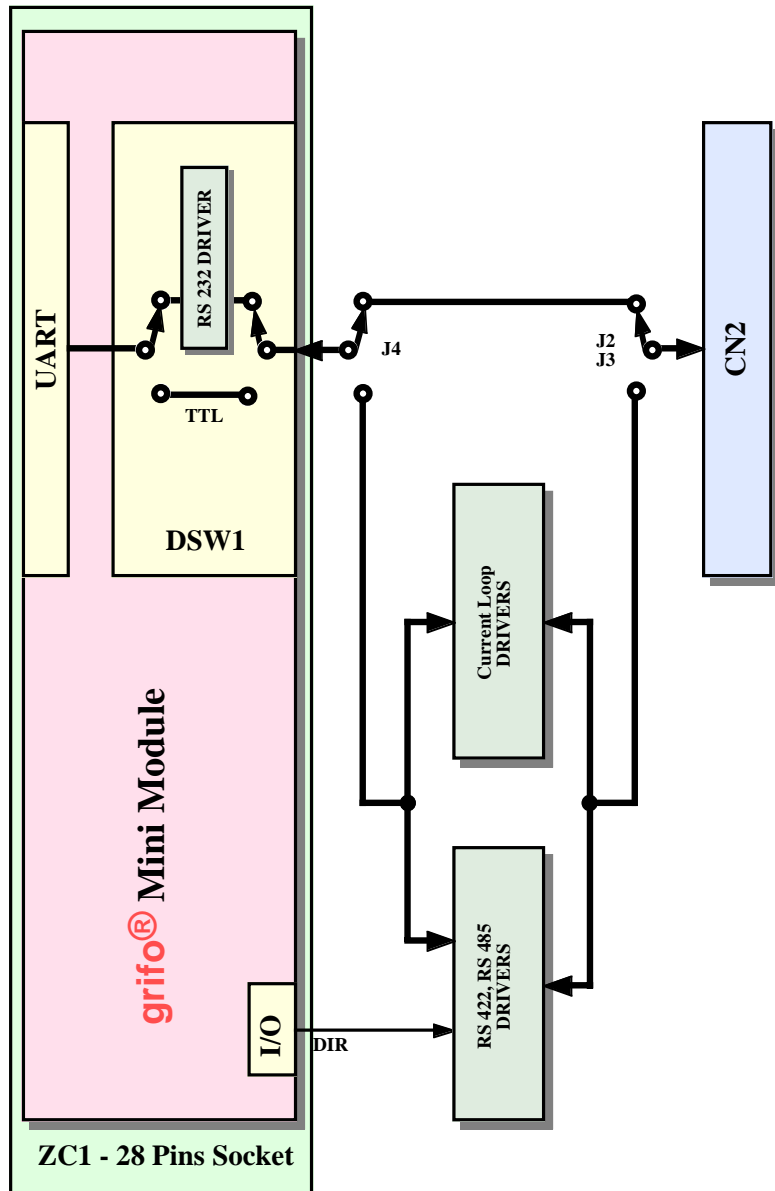 UART
RS 232 DRIVER
TTL
DSW1
J4
J2
J3
CN2
Current Loop
DRIVERS
grifo® Mini Module
RS 422, RS 485
DRIVERS
I/O
DIR
ZC1 - 28 Pins Socket